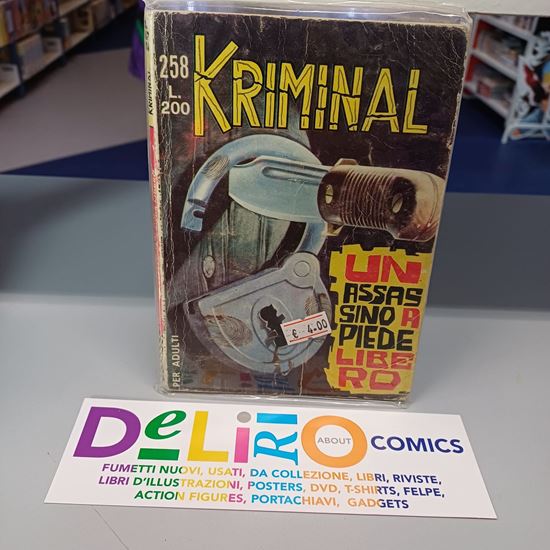 258
L.
200
KRIMINAL
KRIMINAL
UN
ASSAS
SINO A
PIEDE
LIBE
RO
€ 4.00
PER ADULTI
DeLiRiO ABOUT COMICS
FUMETTI NUOVI, USATI, DA COLLEZIONE, LIBRI, RIVISTE,
LIBRI D'ILLUSTRAZIONI, POSTERS, DVD, T-SHIRTS, FELPE,
ACTION FIGURES, PORTACHIAVI, GADGETS